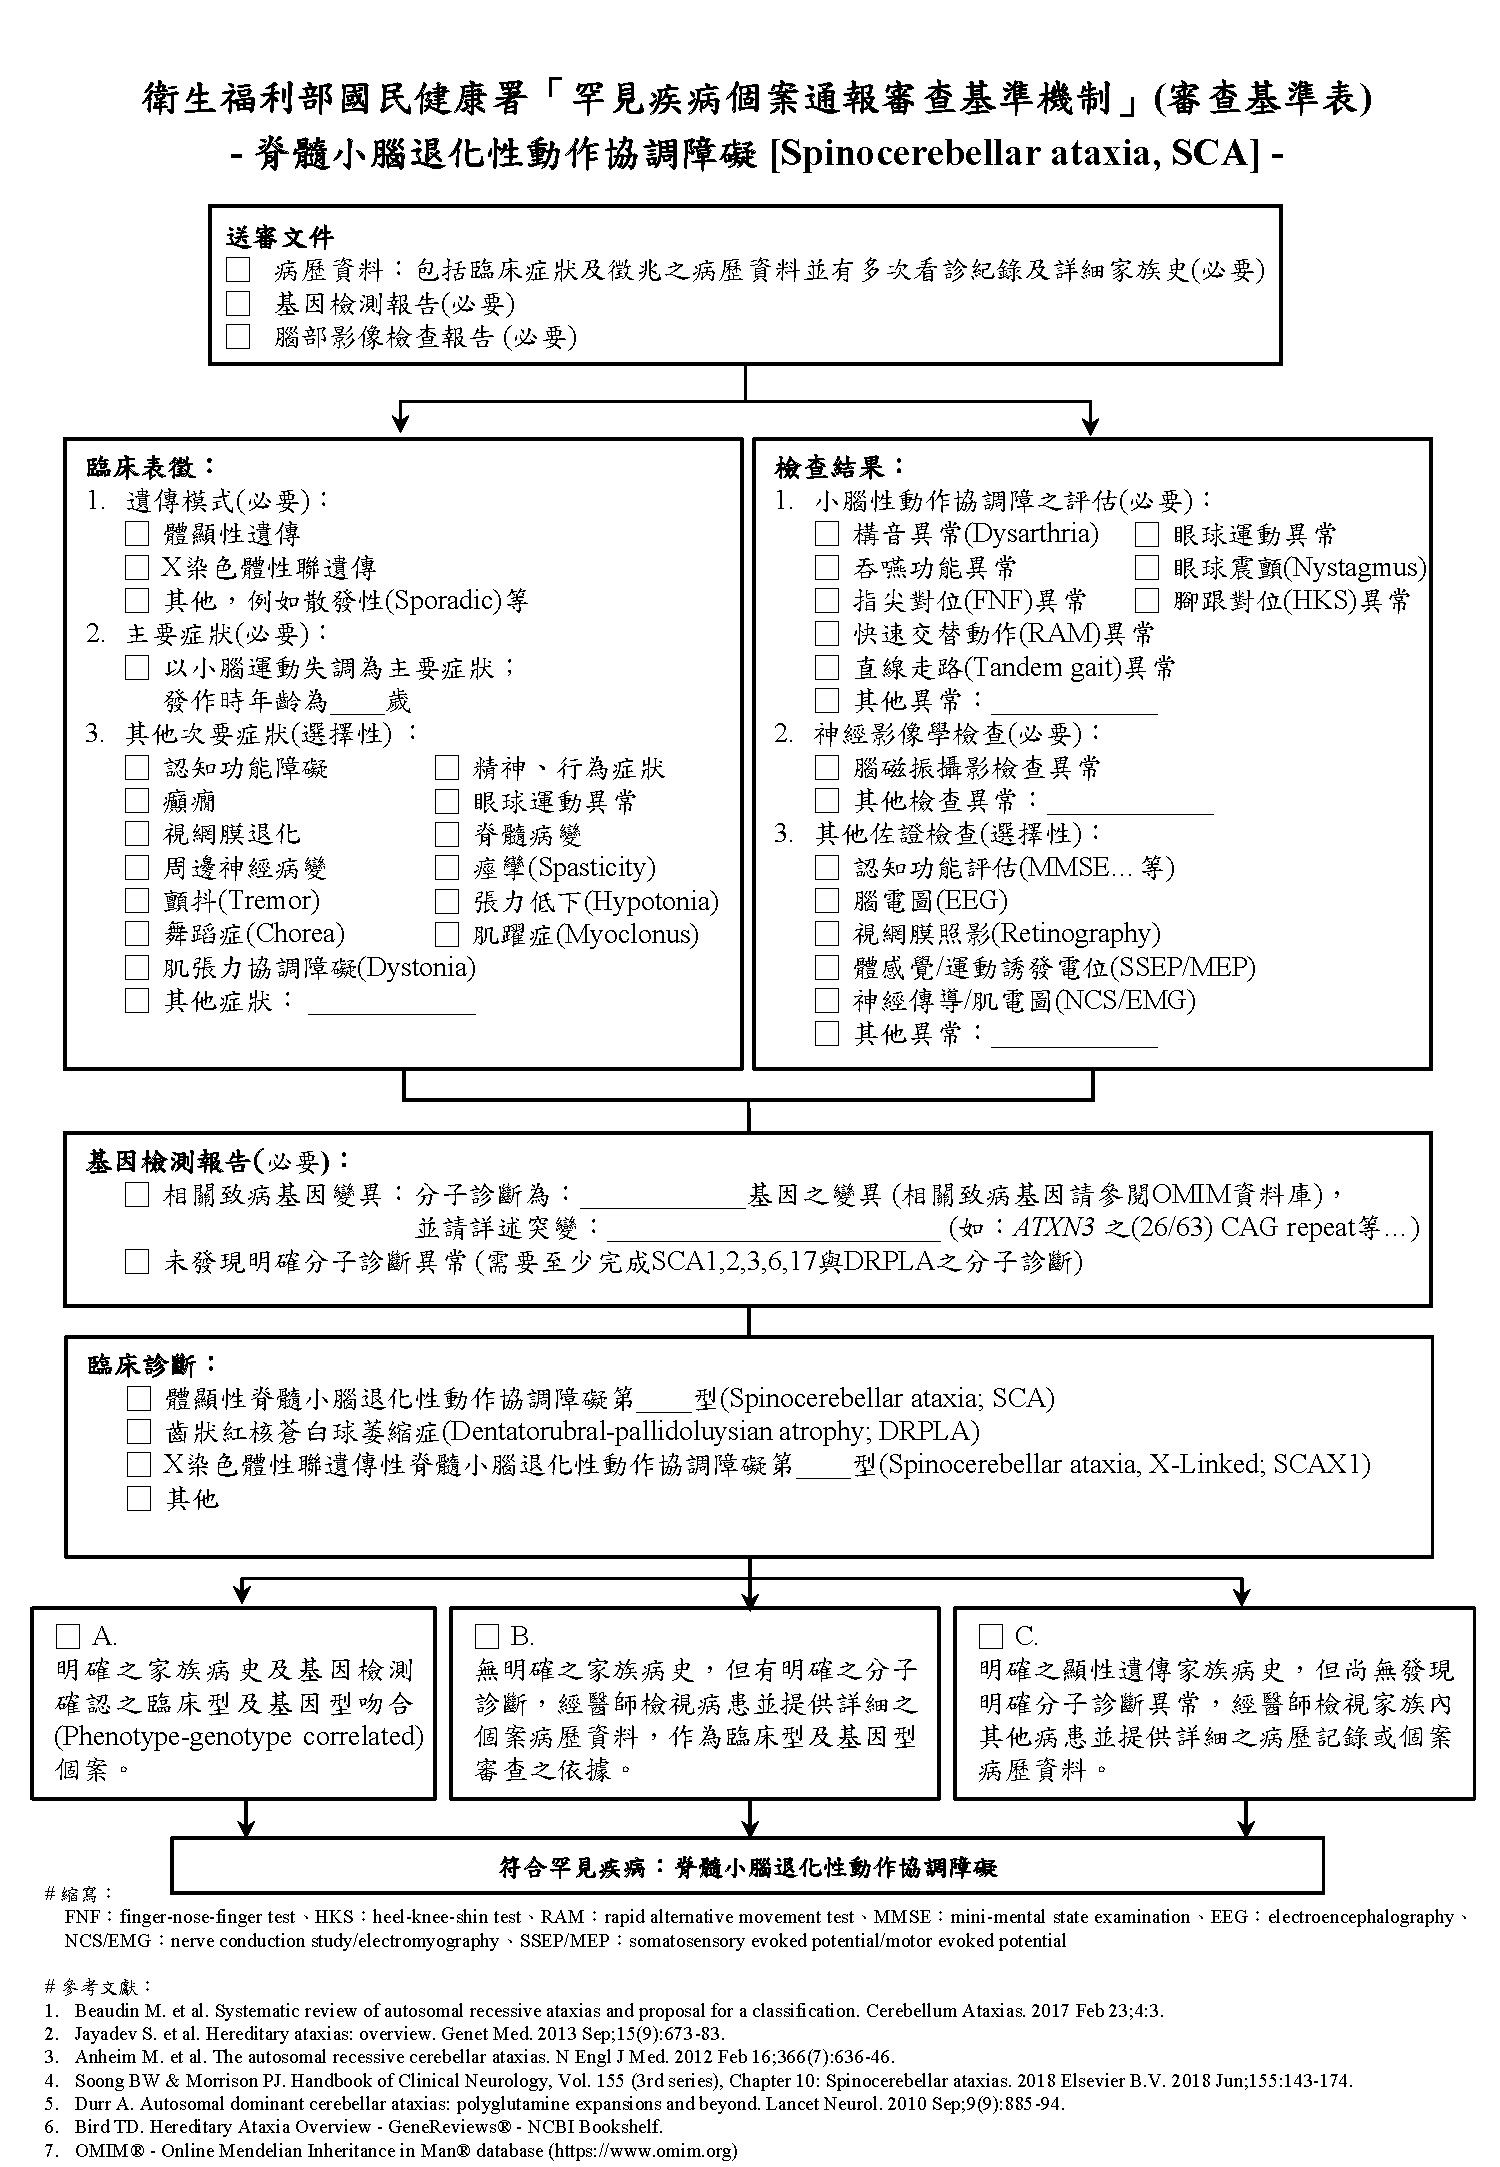 衛生福利部國民健康署「罕見疾病個案通報審查基準機制」(審查基準表)
- 脊髓小腦退化性動作協調障礙 [Spinocerebellar ataxia, SCA] -
送審文件
□ 病歷資料：包括臨床症狀及徵兆之病歷資料並有多次看診紀錄及詳細家族史(必要)
□ 基因檢測報告(必要)
□ 腦部影像檢查報告 (必要)
臨床表徵：
1. 遺傳模式(必要)：
□ 體顯性遺傳
□ X染色體性聯遺傳
□ 其他，例如散發性(Sporadic)等
2. 主要症狀(必要)：
□ 以小腦運動失調為主要症狀；
發作時年齡為____歲
3. 其他次要症狀(選擇性) ：
□ 認知功能障礙 □ 精神、行為症狀
□ 癲癇 □ 眼球運動異常
□ 視網膜退化 □ 脊髓病變
□ 周邊神經病變 □ 痙攣(Spasticity)
□ 顫抖(Tremor) □ 張力低下(Hypotonia)
□ 舞蹈症(Chorea) □ 肌躍症(Myoclonus)
□ 肌張力協調障礙(Dystonia)
□ 其他症狀：____________
檢查結果：
1. 小腦性動作協調障之評估(必要)：
□ 構音異常(Dysarthria) □ 眼球運動異常
□ 吞嚥功能異常 □ 眼球震顫(Nystagmus)
□ 指尖對位(FNF)異常 □ 腳跟對位(HKS)異常
□ 快速交替動作(RAM)異常
□ 直線走路(Tandem gait)異常
□ 其他異常：____________
2. 神經影像學檢查(必要)：
□ 腦磁振攝影檢查異常
□ 其他檢查異常：____________
3. 其他佐證檢查(選擇性)：
□ 認知功能評估(MMSE…等)
□ 腦電圖(EEG)
□ 視網膜照影(Retinography)
□ 體感覺/運動誘發電位(SSEP/MEP)
□ 神經傳導/肌電圖(NCS/EMG)
□ 其他異常：____________
基因檢測報告(必要)：
□ 相關致病基因變異：分子診斷為：____________基因之變異 (相關致病基因請參閱OMIM資料庫)，
並請詳述突變：________________________ (如：ATXN3 之(26/63) CAG repeat等…)
□ 未發現明確分子診斷異常 (需要至少完成SCA1,2,3,6,17與DRPLA之分子診斷)
臨床診斷：
□ 體顯性脊髓小腦退化性動作協調障礙第____型(Spinocerebellar ataxia; SCA)
□ 齒狀紅核蒼白球萎縮症(Dentatorubral-pallidoluysian atrophy; DRPLA)
□ X染色體性聯遺傳性脊髓小腦退化性動作協調障礙第____型(Spinocerebellar ataxia, X-Linked; SCAX1)
□ 其他
□ A.
明確之家族病史及基因檢測
確認之臨床型及基因型吻合
(Phenotype-genotype correlated)
個案。
□ B.
無明確之家族病史，但有明確之分子
診斷，經醫師檢視病患並提供詳細之
個案病歷資料，作為臨床型及基因型
審查之依據。
□ C.
明確之顯性遺傳家族病史，但尚無發現
明確分子診斷異常，經醫師檢視家族內
其他病患並提供詳細之病歷記錄或個案
病歷資料。
符合罕見疾病：脊髓小腦退化性動作協調障礙
# 縮寫：
FNF：finger-nose-finger test、HKS：heel-knee-shin test、RAM：rapid alternative movement test、MMSE：mini-mental state examination、EEG：electroencephalography、
NCS/EMG：nerve conduction study/electromyography、SSEP/MEP：somatosensory evoked potential/motor evoked potential
# 參考文獻：
1. Beaudin M. et al. Systematic review of autosomal recessive ataxias and proposal for a classification. Cerebellum Ataxias. 2017 Feb 23;4:3.
2. Jayadev S. et al. Hereditary ataxias: overview. Genet Med. 2013 Sep;15(9):673-83.
3. Anheim M. et al. The autosomal recessive cerebellar ataxias. N Engl J Med. 2012 Feb 16;366(7):636-46.
4. Soong BW & Morrison PJ. Handbook of Clinical Neurology, Vol. 155 (3rd series), Chapter 10: Spinocerebellar ataxias. 2018 Elsevier B.V. 2018 Jun;155:143-174.
5. Durr A. Autosomal dominant cerebellar ataxias: polyglutamine expansions and beyond. Lancet Neurol. 2010 Sep;9(9):885-94.
6. Bird TD. Hereditary Ataxia Overview - GeneReviews® - NCBI Bookshelf.
7. OMIM® - Online Mendelian Inheritance in Man® database (https://www.omim.org)